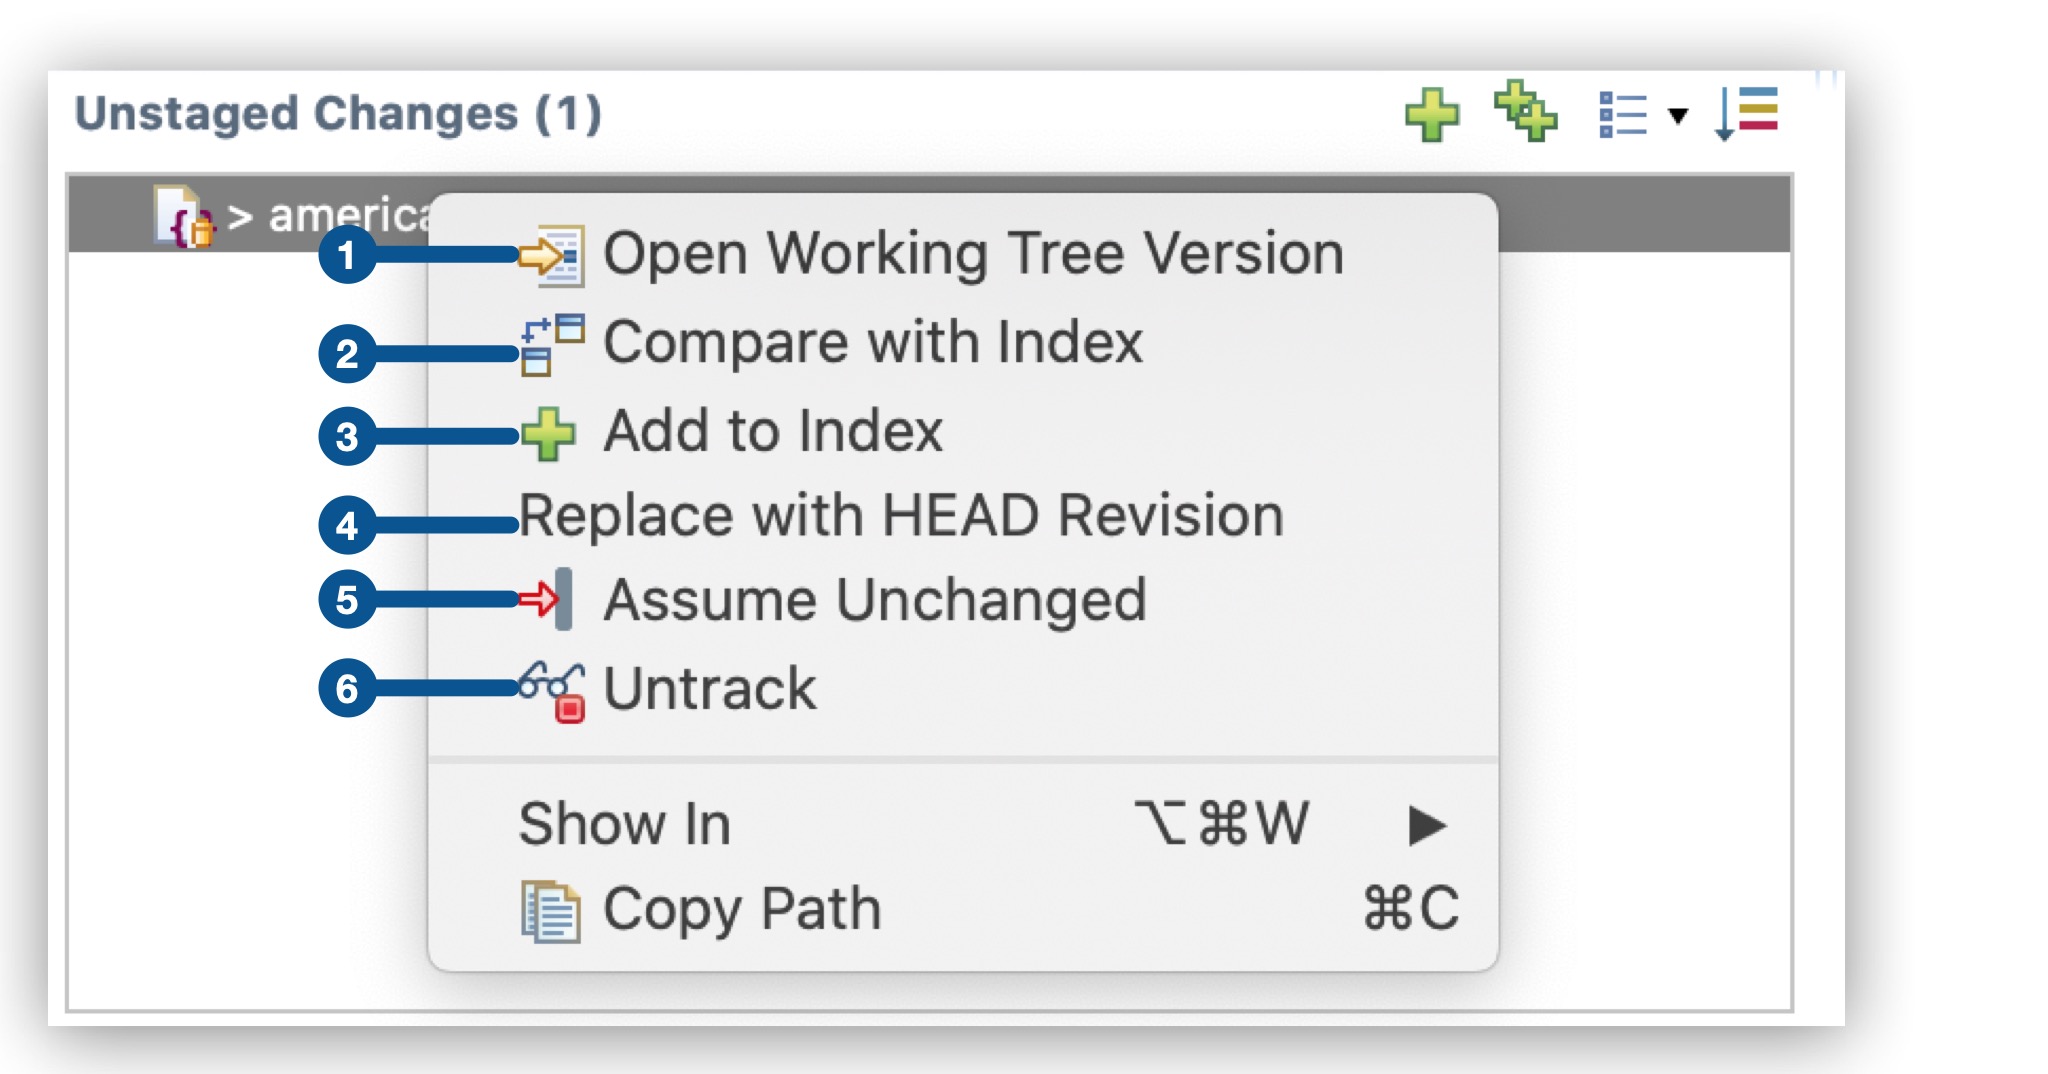 Unstaged Changes (1)
>
1 Open Working Tree Version
2 Compare with Index
3 Add to Index
4 Replace with HEAD Revision
5 Assume Unchanged
6 Untrack
Show In ⌥⌘W ▶
Copy Path ⌘C